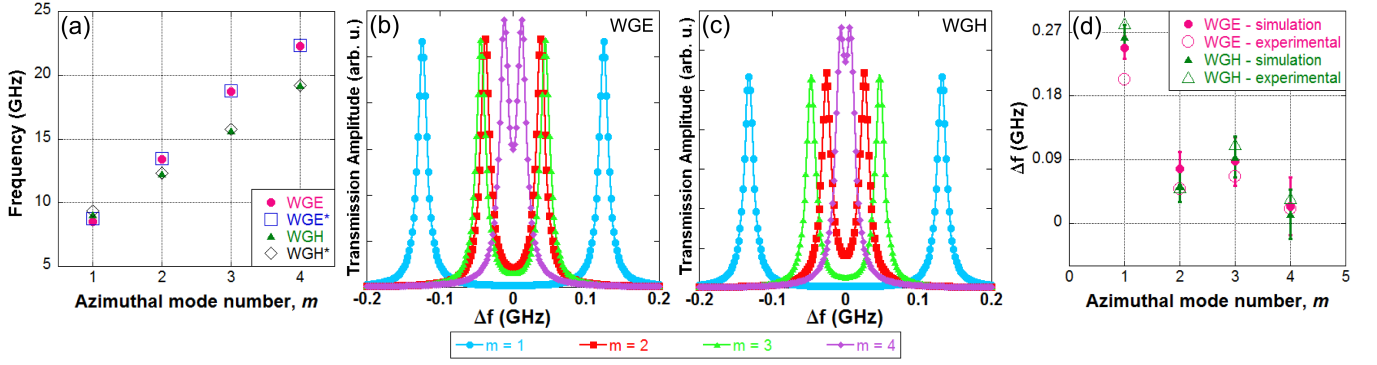 (a)
Frequency (GHz)
25
20
15
10
5
WGE
WGE*
WGH
WGH*
1 2 3 4
Azimuthal mode number, m
(b)
WGE
Transmission Amplitude (arb. u.)
-0.2 -0.1 0 0.1 0.2
Δf (GHz)
(c)
WGH
Transmission Amplitude (arb. u.)
-0.2 -0.1 0 0.1 0.2
Δf (GHz)
m = 1 m = 2 m = 3 m = 4
(d)
WGE - simulation
WGE - experimental
WGH - simulation
WGH - experimental
Δf (GHz)
0.27
0.18
0.09
0
0 1 2 3 4 5
Azimuthal mode number, m